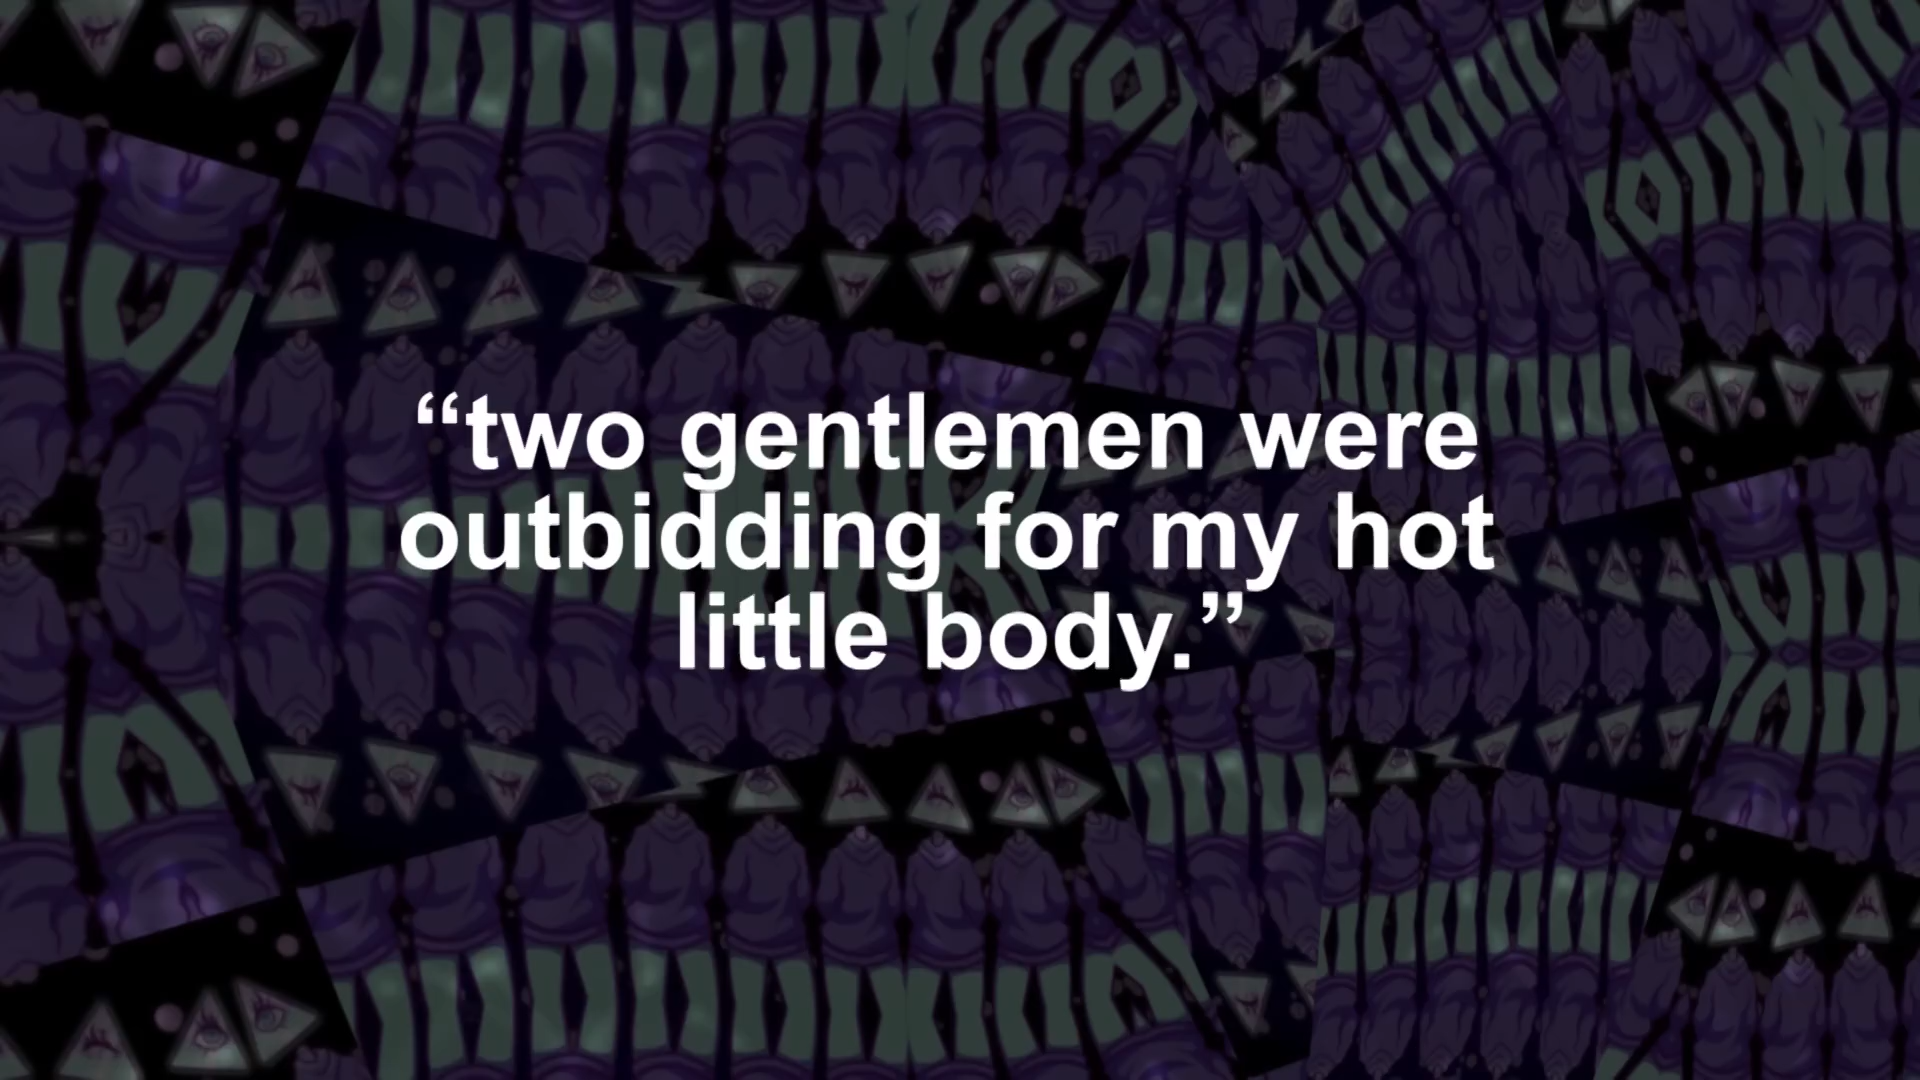 “two gentlemen were
outbidding for my hot
little body.”